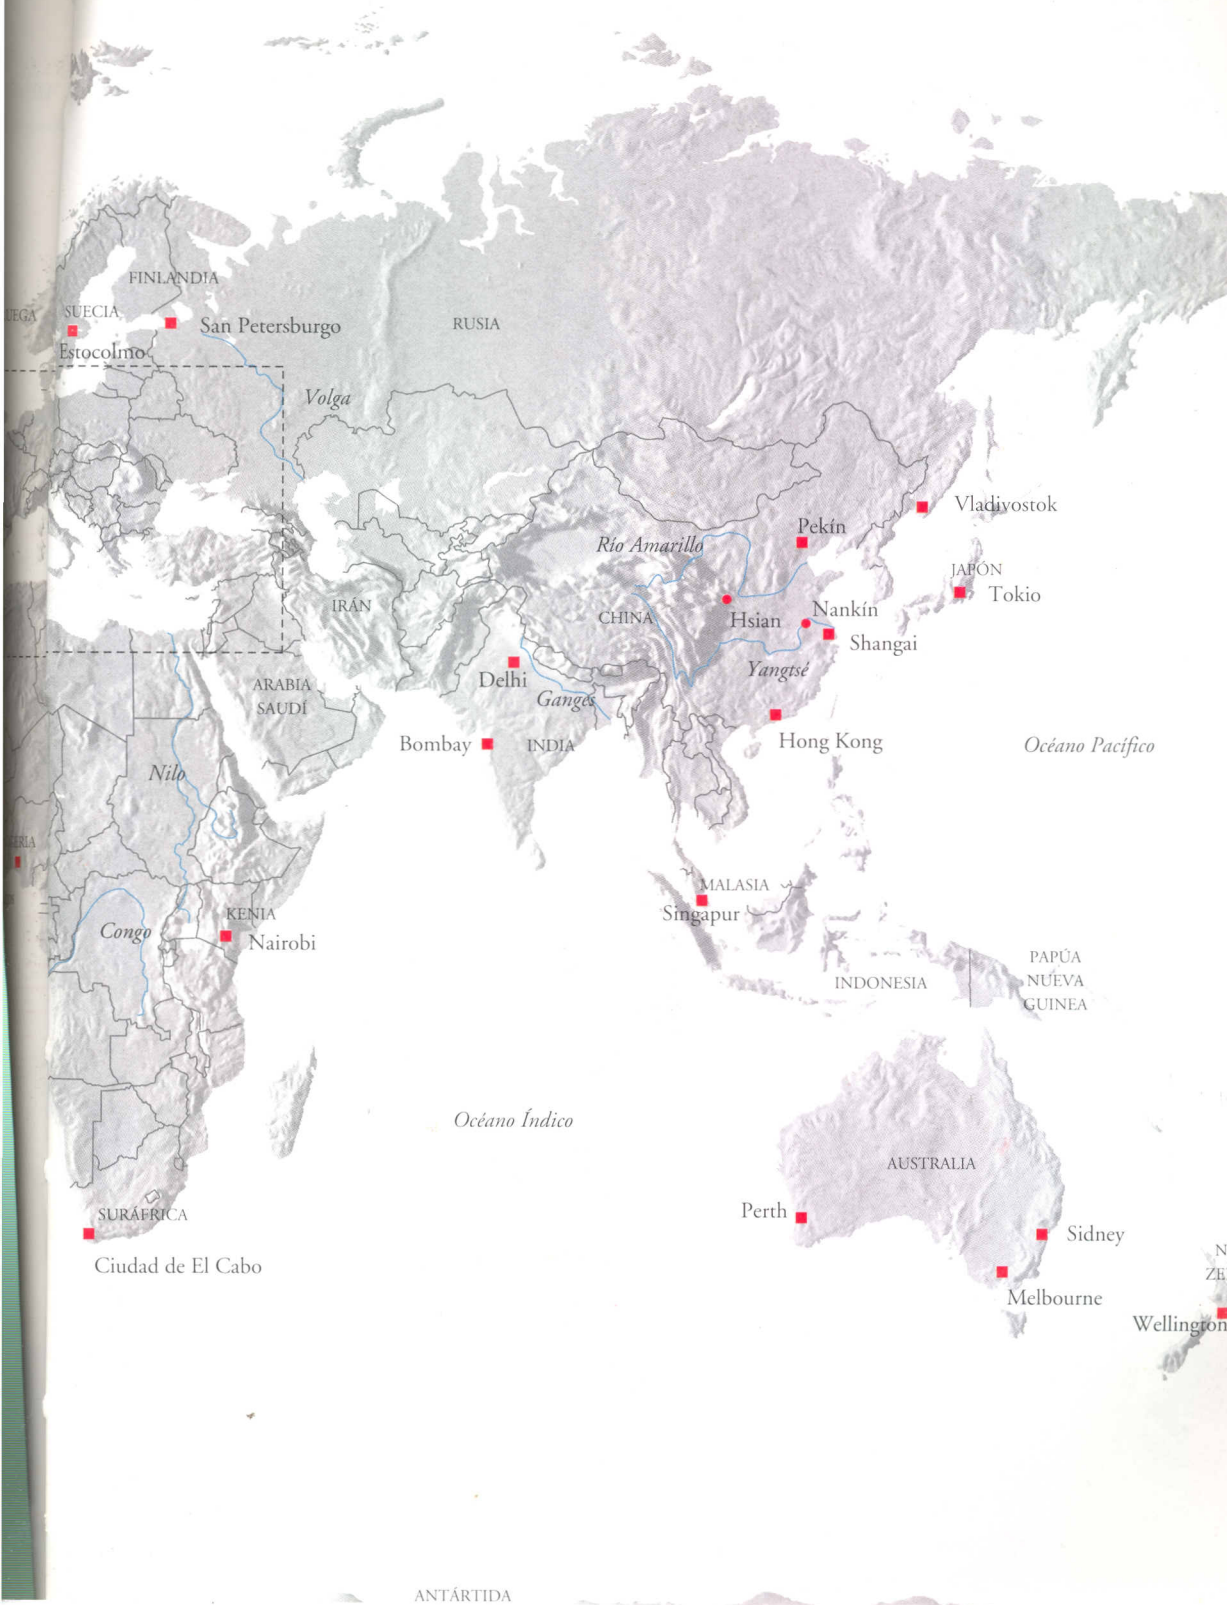 FINLANDIA
SUECIA
San Petersburgo
RUSIA
Estocolmo
Volga
Vladivostok
Pekín
Río Amarillo
JAPÓN
Tokio
IRÁN
CHINA
Hsian
Nankín
Shangai
Delhi
Yangtsé
ARABIA
SAUDÍ
Ganges
Bombay
INDIA
Hong Kong
Océano Pacífico
Nilo
MALASIA
Singapur
KENIA
Congo
Nairobi
PAPÚA
NUEVA
GUINEA
INDONESIA
Océano Índico
AUSTRALIA
Perth
SURÁFRICA
Sidney
Ciudad de El Cabo
N
ZE
Melbourne
Wellington
ANTÁRTIDA